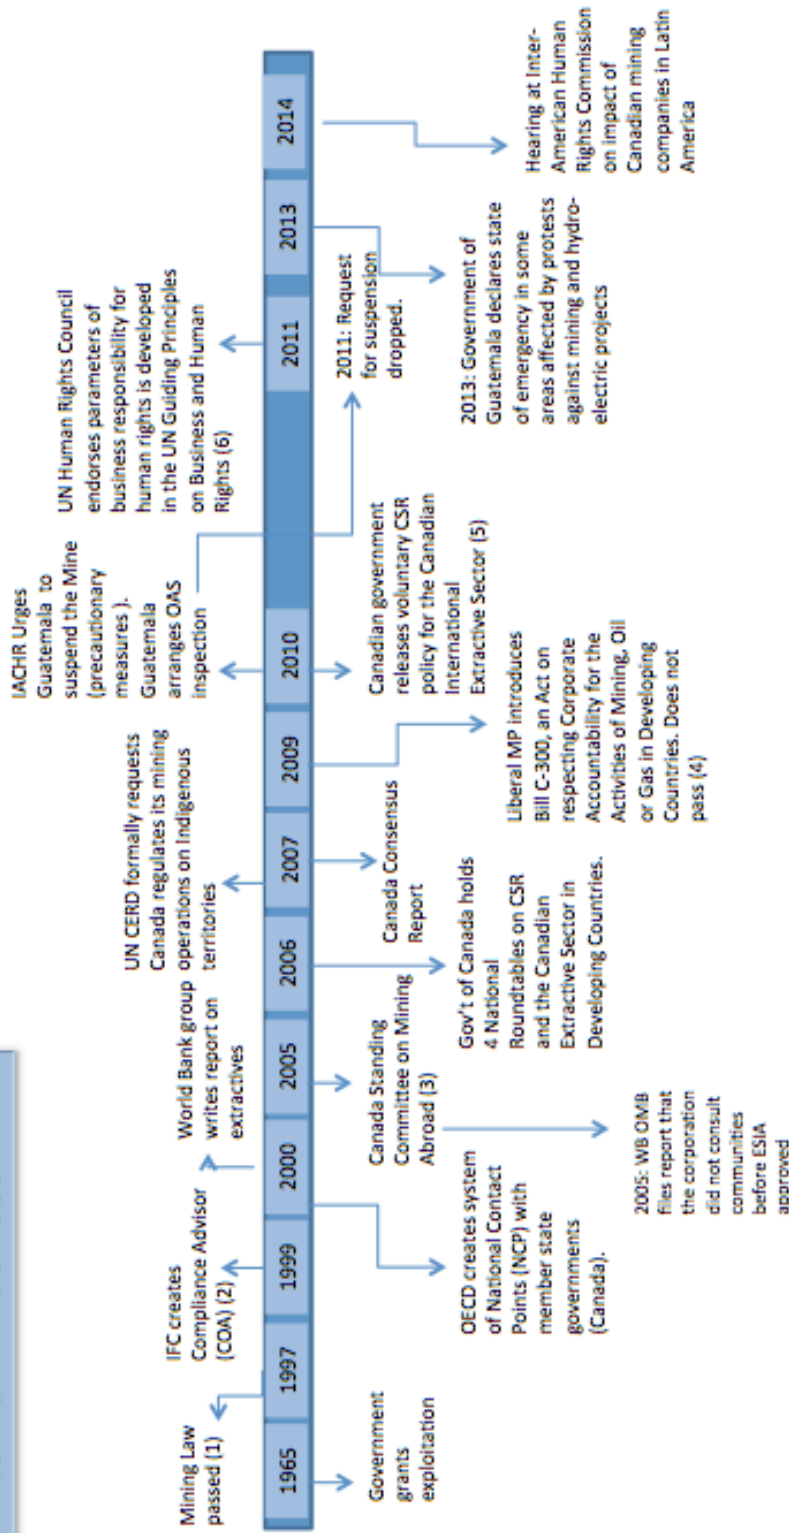 Mining Law
passed (1)
IFC creates
Compliance Advisor
(COA) (2)
World Bank group
writes report on
extractives
UN CERD formally requests
Canada regulates its mining
operations on Indigenous
territories
IACHR Urges
Guatemala to
suspend the Mine
(precautionary
measures ).
Guatemala
arranges OAS
inspection
UN Human Rights Council
endorses parameters of
business responsibility for
human rights is developed
in the UN Guiding Principles
on Business and Human
Rights (6)
1965
1997
1999
2000
2005
2006
2007
2009
2010
2011
2013
2014
Government
grants
exploitation
OECD creates system
of National Contact
Points (NCP) with
member state
governments
(Canada).
Canada Standing
Committee on Mining
Abroad (3)
2005: WB OMB
files report that
the corporation
did not consult
communities
before ESIA
approved
Gov't of Canada holds
4 National
Roundtables on CSR
and the Canadian
Extractive Sector in
Developing Countries.
Canada Consensus
Report
Liberal MP introduces
Bill C-300, an Act on
respecting Corporate
Accountability for the
Activities of Mining, Oil
or Gas in Developing
Countries. Does not
pass (4)
Canadian government
releases voluntary CSR
policy for the Canadian
International
Extractive Sector (5)
2011: Request
for suspension
dropped.
2013: Government of
Guatemala declares state
of emergency in some
areas affected by protests
against mining and hydro-
electric projects
Hearing at Inter-
American Human
Rights Commission
on impact of
Canadian mining
companies in Latin
America